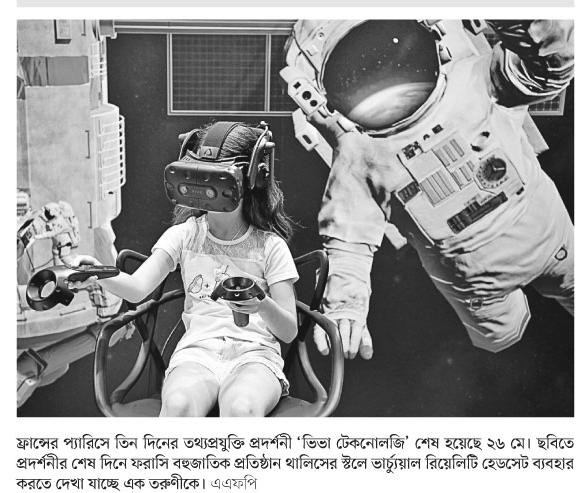 ফ্রান্সের প্যারিসে তিন দিনের তথ্যপ্রযুক্তি প্রদর্শনী ‘ভিভা টেকনোলজি’ শেষ হয়েছে ২৬ মে। ছবিতে
প্রদর্শনীর শেষ দিনে ফরাসি বহুজাতিক প্রতিষ্ঠান থালিসের স্টলে ভার্চ্যুয়াল রিয়েলিটি হেডসেট ব্যবহার
করতে দেখা যাচ্ছে এক তরুণীকে। এএফপি